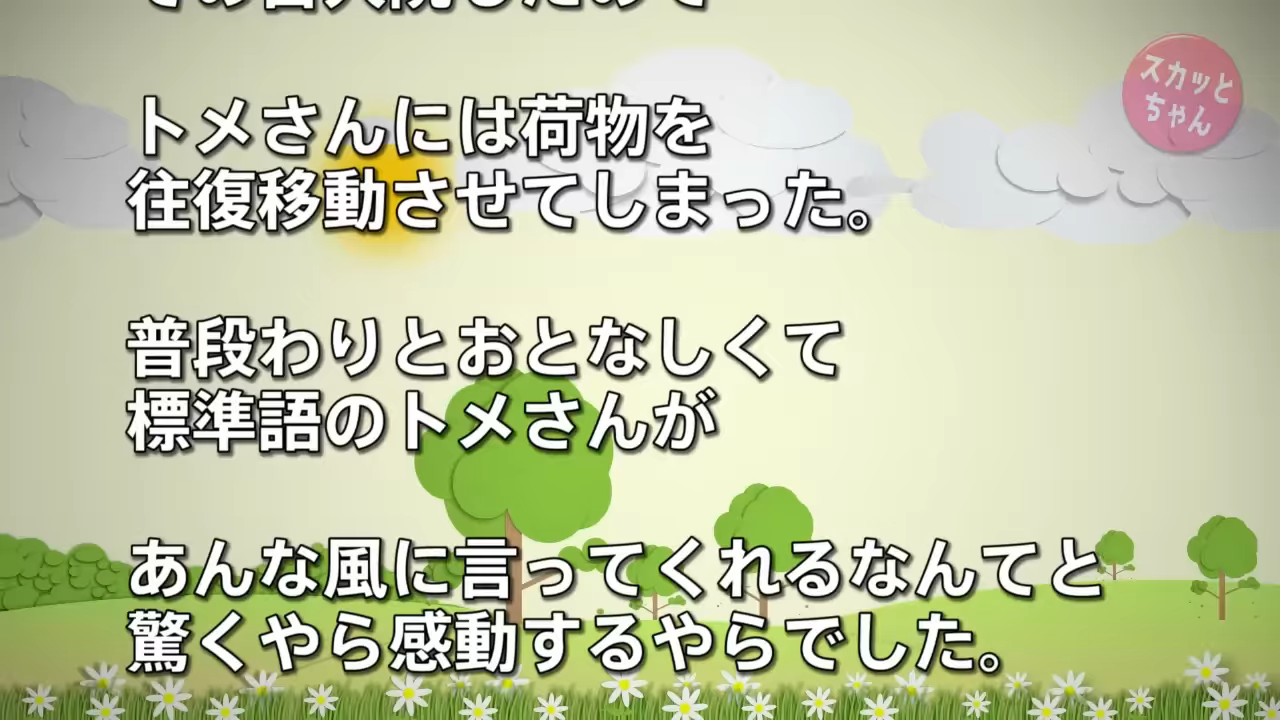 トメさんには荷物を
往復移動させてしまった。
普段わりとおとなしくて
標準語のトメさんが
あんな風に言ってくれるなんてと
驚くやら感動するやらでした。
スカッと
ちゃん